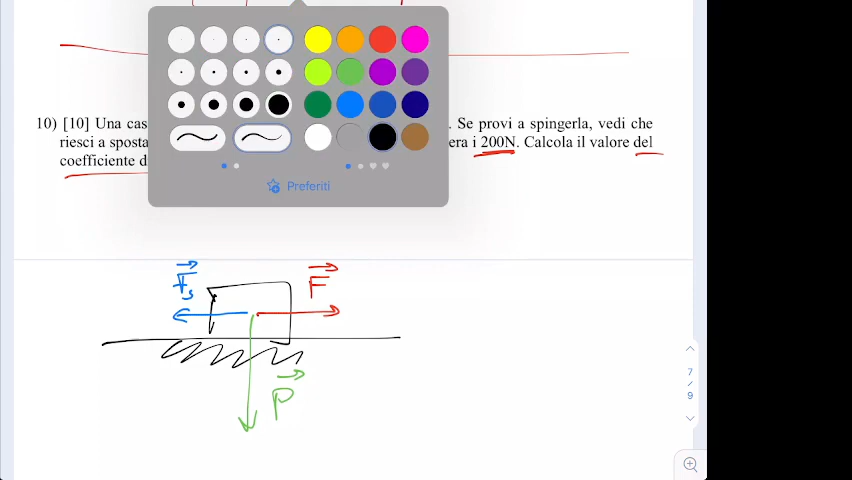 10) [10] Una cas . Se provi a spingerla, vedi che
riesci a sposta era i 200N. Calcola il valore del
coefficiente d
Preferiti
Fs F
P
7
/
9